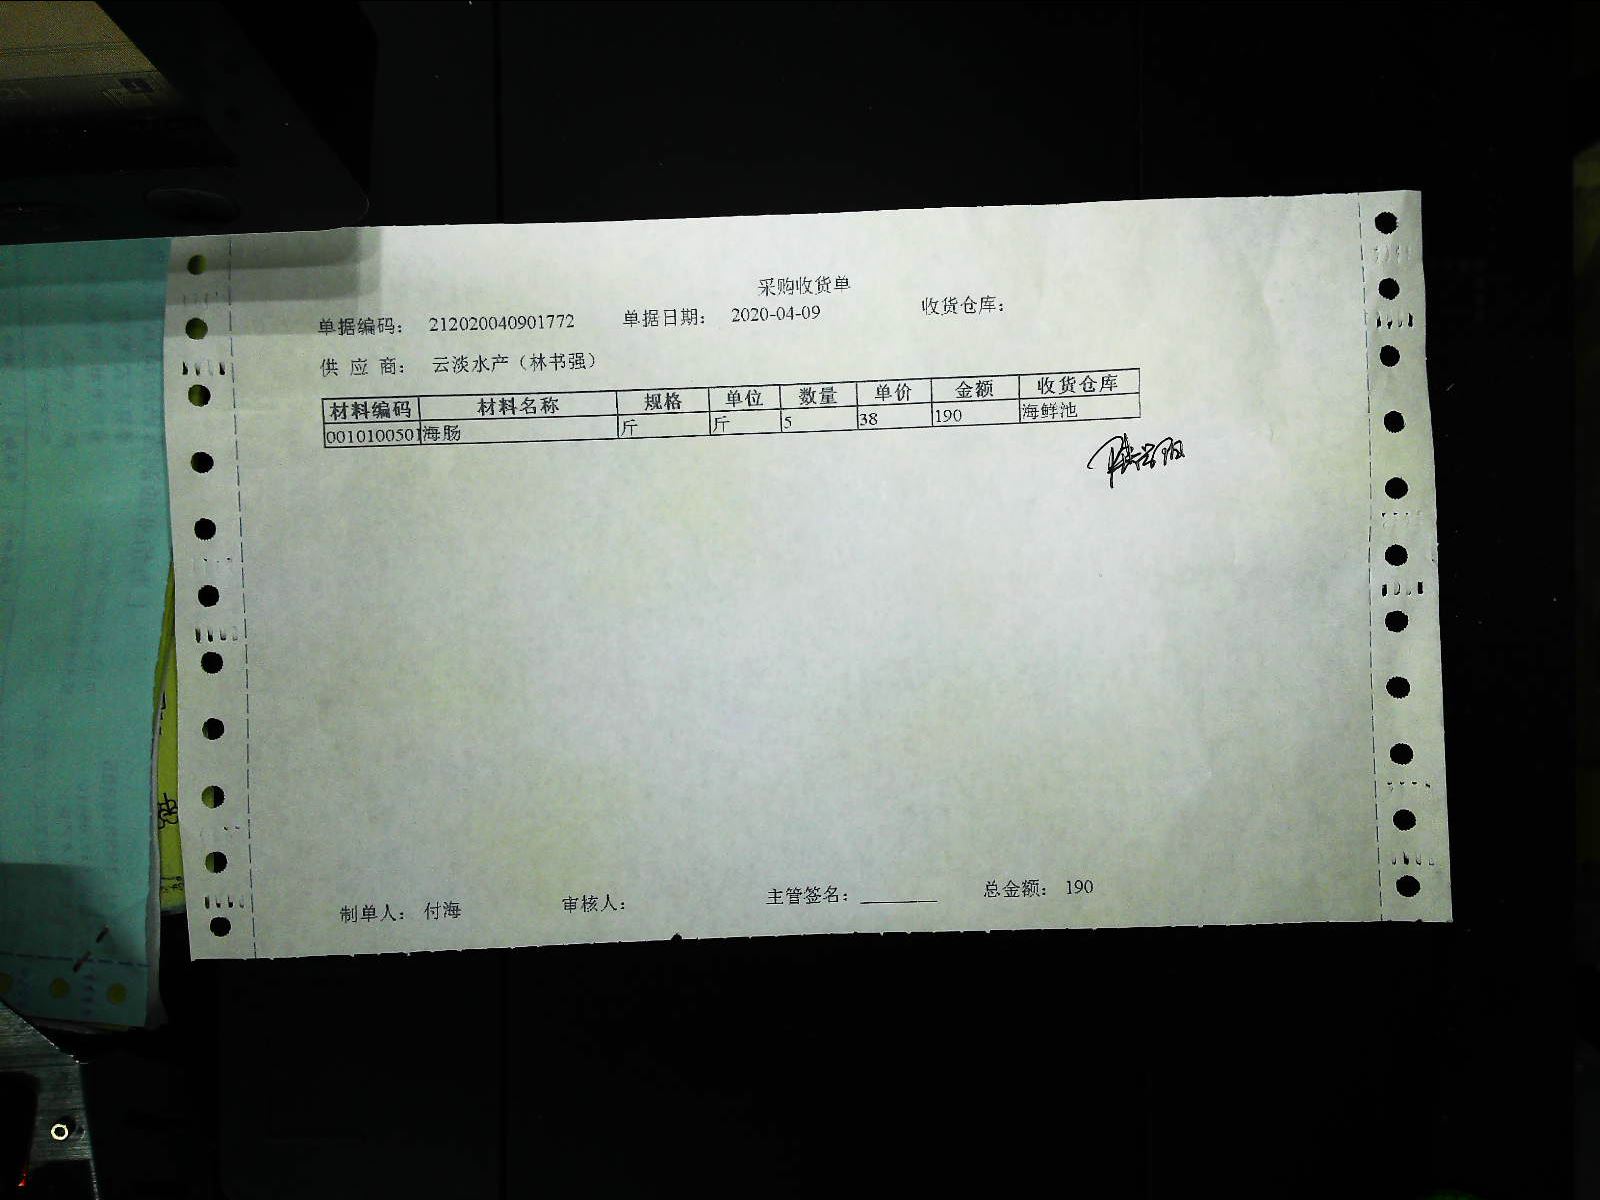 采购收货单
单据编码： 212020040901772 单据日期： 2020-04-09 收货仓库：
供 应 商： 云淡水产（林书强）
材料编码 材料名称 规格 单位 数量 单价 金额 收货仓库
0010100501 海肠 斤 斤 5 38 190 海鲜池
制单人： 付海 审核人： 主管签名：________ 总金额： 190